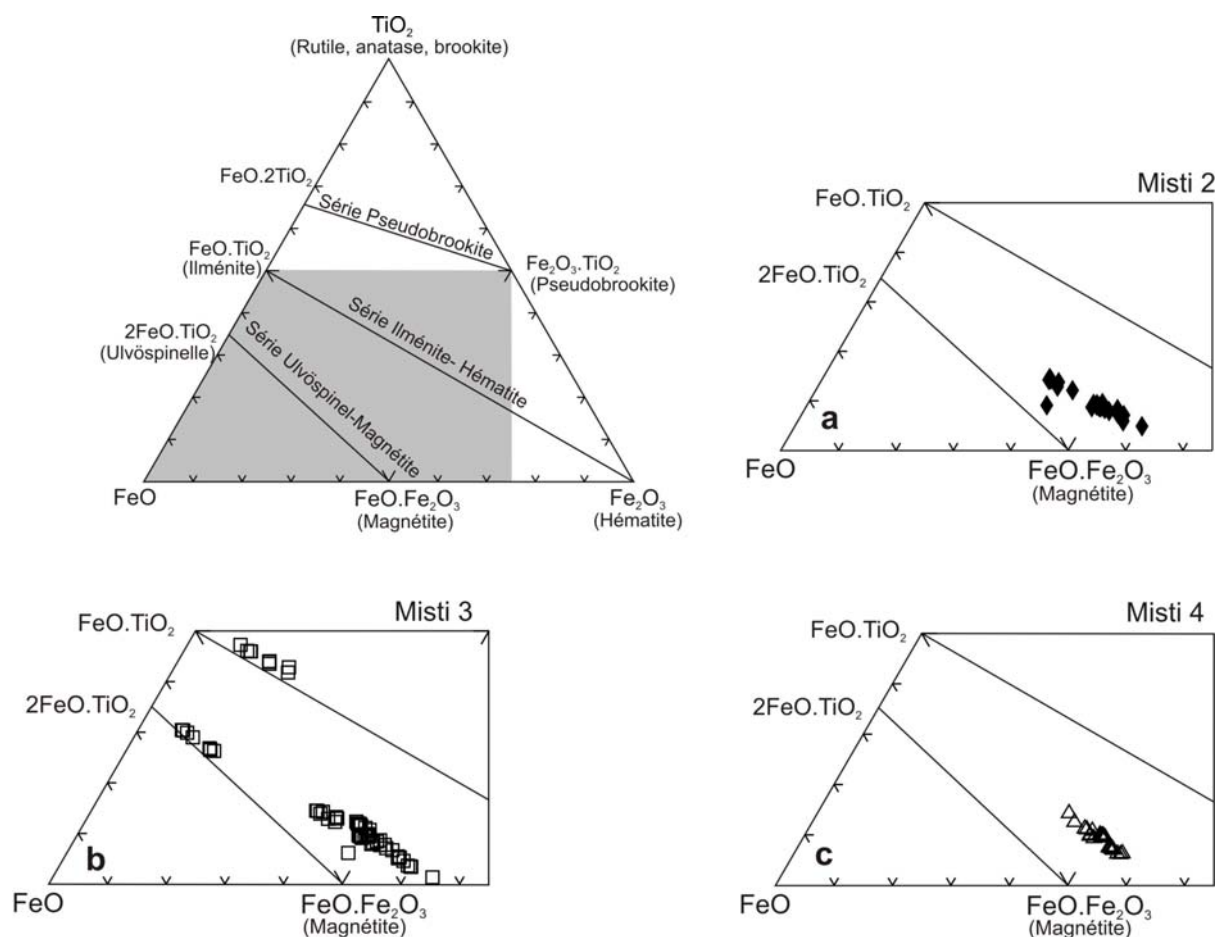 TiO₂
(Rutile, anatase, brookite)
FeO.2TiO₂
Série Pseudobrookite
FeO.TiO₂
(Ilménite)
Fe₂O₃.TiO₂
(Pseudobrookite)
2FeO.TiO₂
(Ulvöspinelle)
Série Ilménite- Hématite
Série Ulvöspinel-Magnétite
FeO
FeO.Fe₂O₃
(Magnétite)
Fe₂O₃
(Hématite)
Misti 2
FeO.TiO₂
2FeO.TiO₂
a
FeO
FeO.Fe₂O₃
(Magnétite)
Misti 3
FeO.TiO₂
2FeO.TiO₂
b
FeO
FeO.Fe₂O₃
(Magnétite)
Misti 4
FeO.TiO₂
2FeO.TiO₂
c
FeO
FeO.Fe₂O₃
(Magnétite)